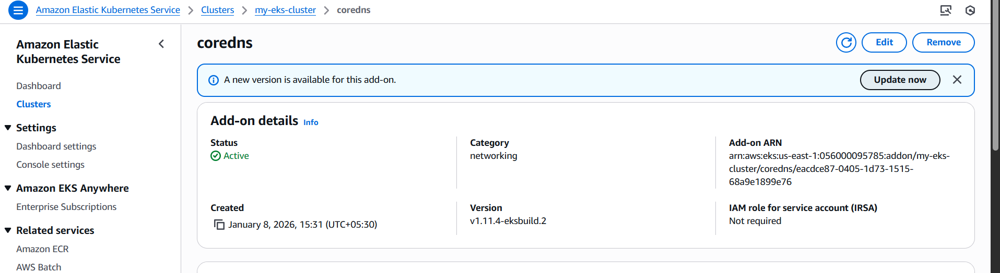 Amazon Elastic Kubernetes Service > Clusters > my-eks-cluster > coredns
Amazon Elastic
Kubernetes Service
Dashboard
Clusters
Settings
Dashboard settings
Console settings
Amazon EKS Anywhere
Enterprise Subscriptions
Related services
Amazon ECR
AWS Batch
coredns
Edit
Remove
A new version is available for this add-on.
Update now
Add-on details Info
Status
Active
Category
networking
Add-on ARN
arn:aws:eks:us-east-1:056000095785:addon/my-eks-
cluster/coredns/eacdce87-0405-1d73-1515-
68a9e1899e76
Created
January 8, 2026, 15:31 (UTC+05:30)
Version
v1.11.4-eksbuild.2
IAM role for service account (IRSA)
Not required